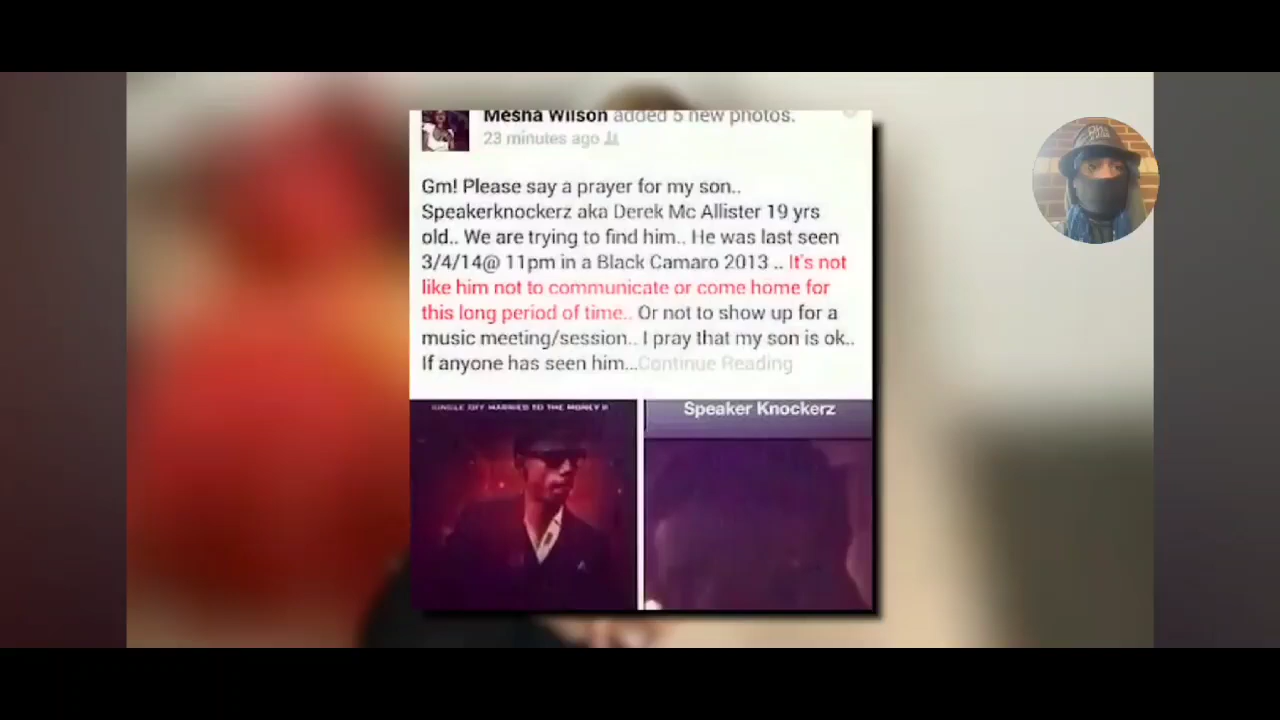 Mesha Wilson added 5 new photos.
23 minutes ago
Gm! Please say a prayer for my son..
Speakerknockerz aka Derek Mc Allister 19 yrs
old.. We are trying to find him.. He was last seen
3/4/14@ 11pm in a Black Camaro 2013 .. It's not
like him not to communicate or come home for
this long period of time.. Or not to show up for a
music meeting/session.. I pray that my son is ok..
If anyone has seen him...Continue Reading
SINGLE OFF MARRIED TO THE MONEY II
Speaker Knockerz